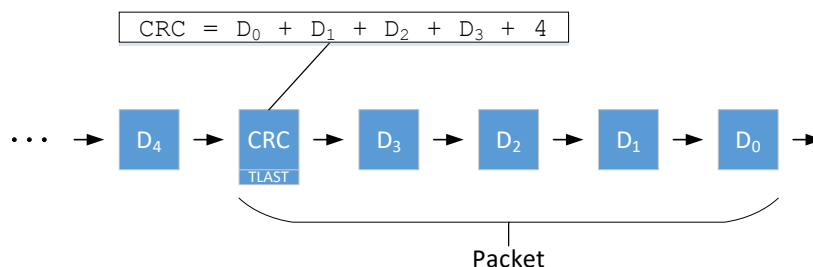 CRC = D₀ + D₁ + D₂ + D₃ + 4
... D₄ CRC D₃ D₂ D₁ D₀
TLAST
Packet